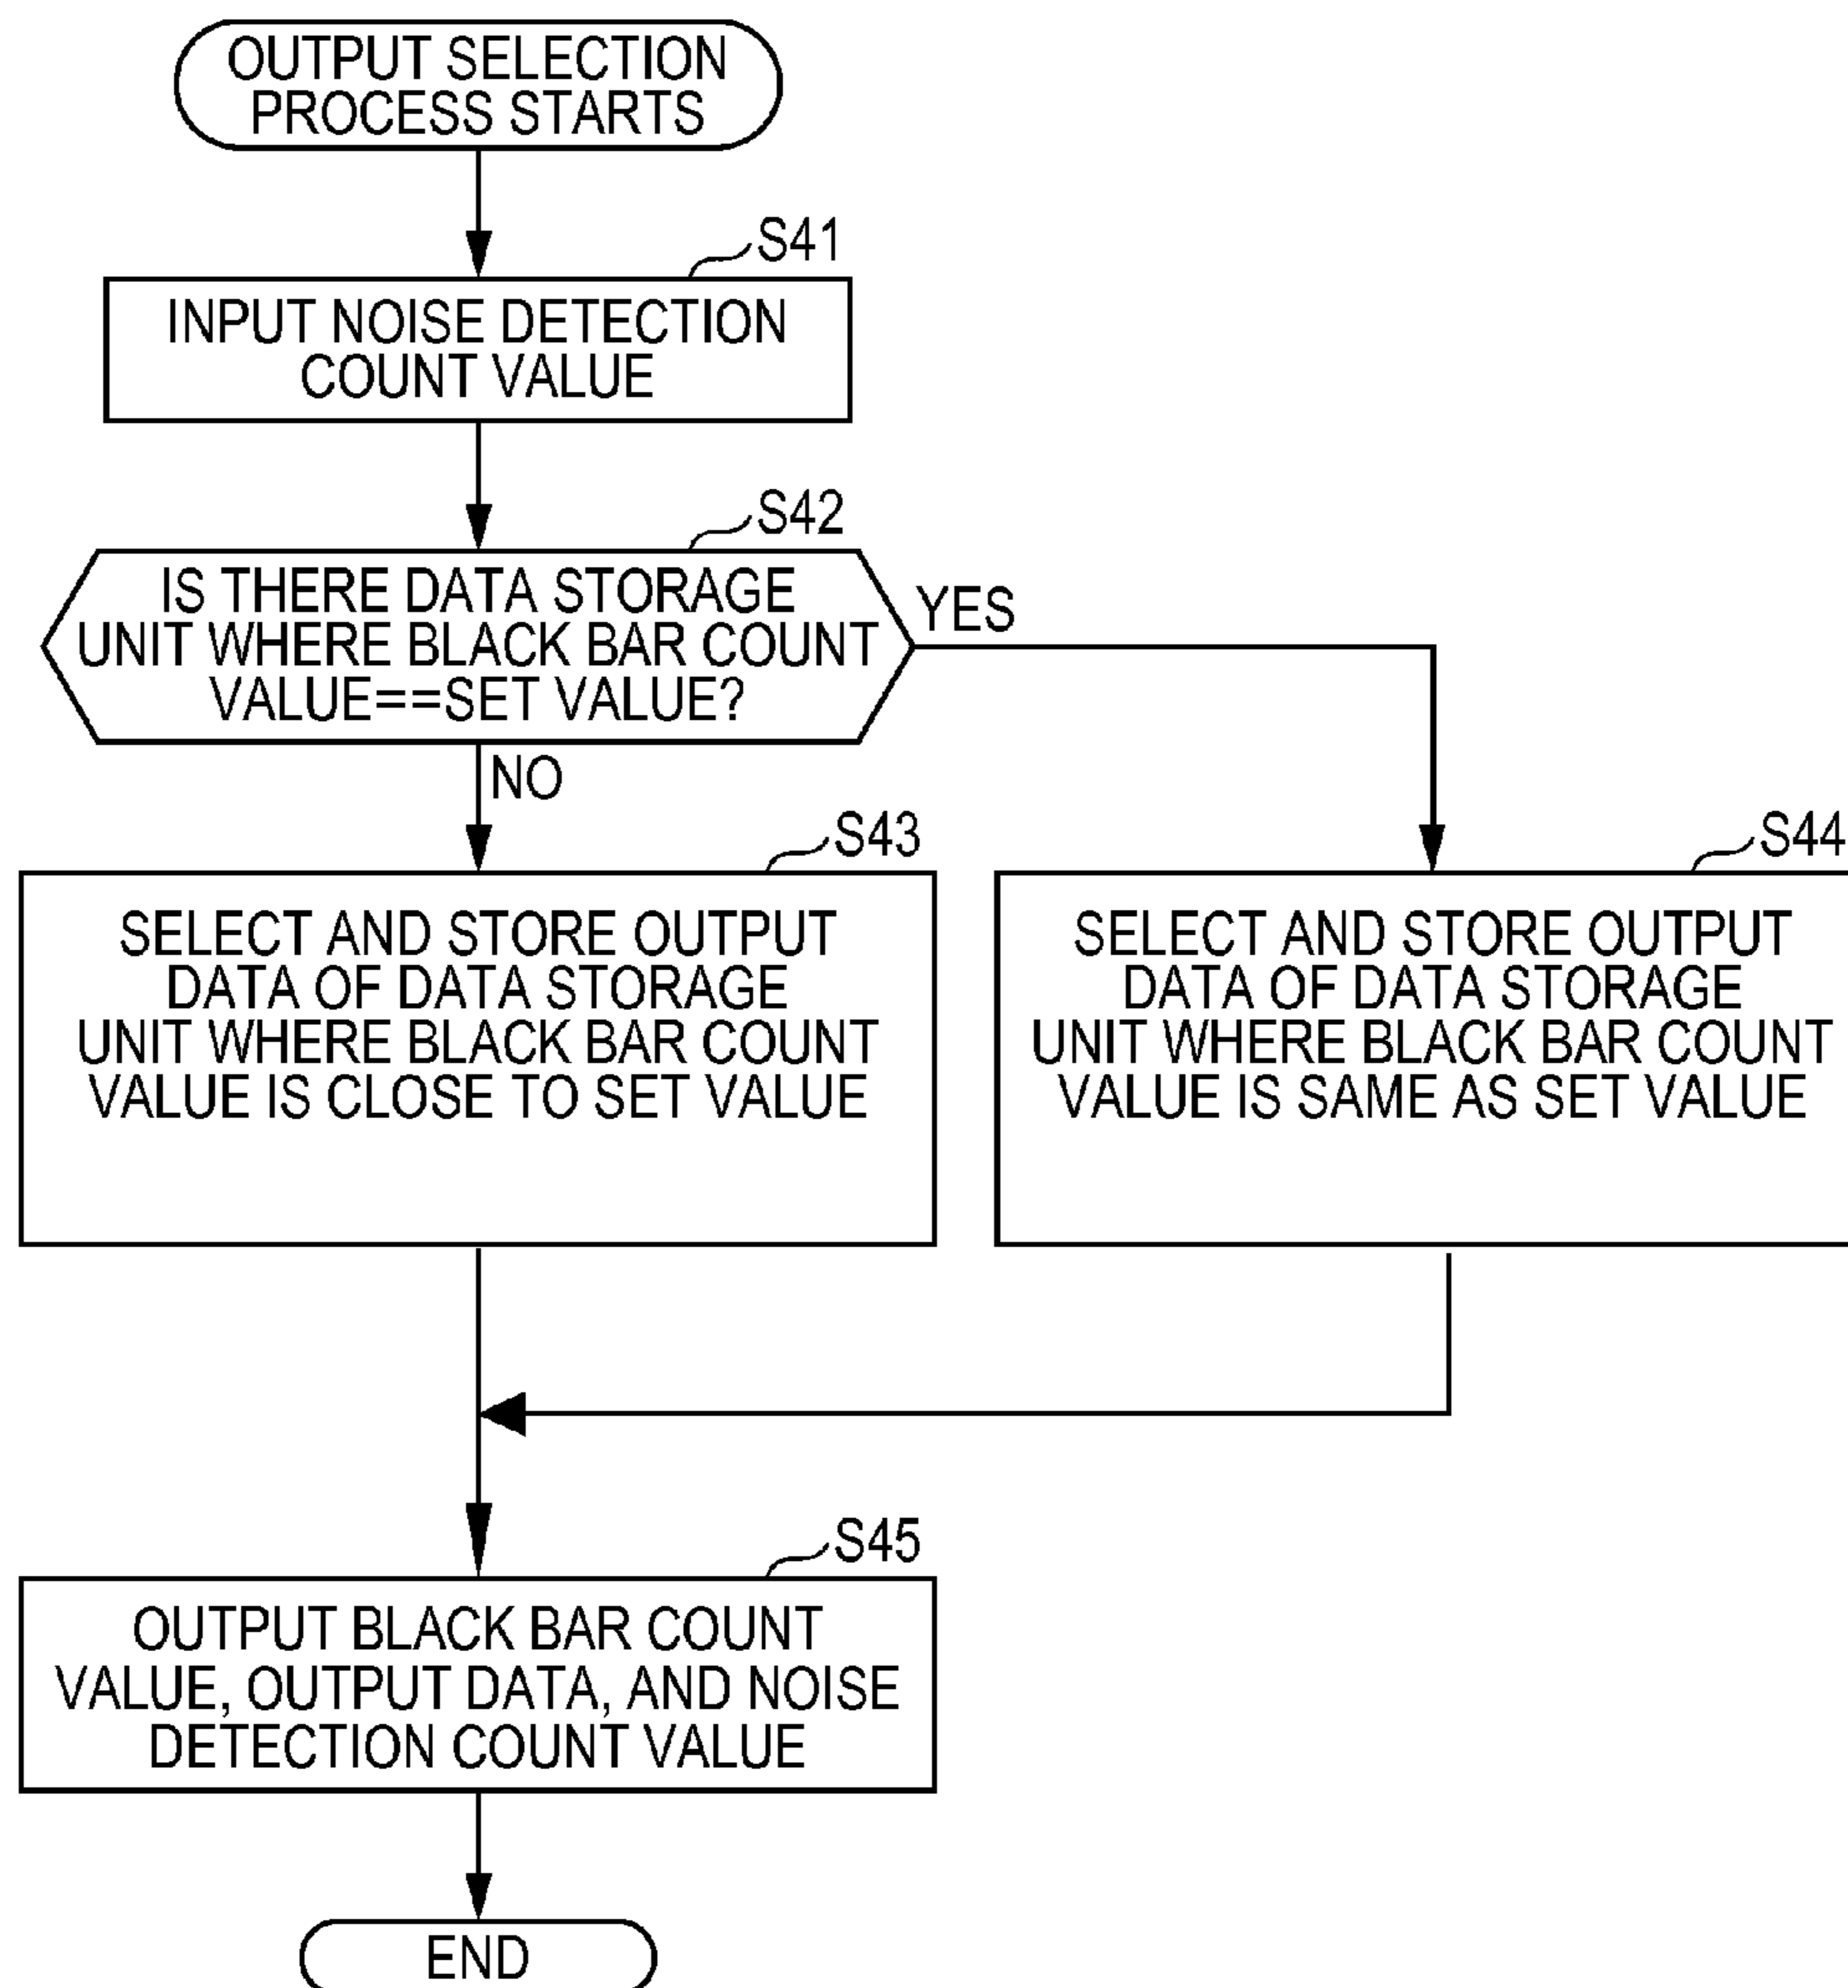 OUTPUT SELECTION
PROCESS STARTS
S41
INPUT NOISE DETECTION
COUNT VALUE
S42
IS THERE DATA STORAGE
UNIT WHERE BLACK BAR COUNT
VALUE==SET VALUE?
YES
NO
S43
SELECT AND STORE OUTPUT
DATA OF DATA STORAGE
UNIT WHERE BLACK BAR COUNT
VALUE IS CLOSE TO SET VALUE
S44
SELECT AND STORE OUTPUT
DATA OF DATA STORAGE
UNIT WHERE BLACK BAR COUNT
VALUE IS SAME AS SET VALUE
S45
OUTPUT BLACK BAR COUNT
VALUE, OUTPUT DATA, AND NOISE
DETECTION COUNT VALUE
END